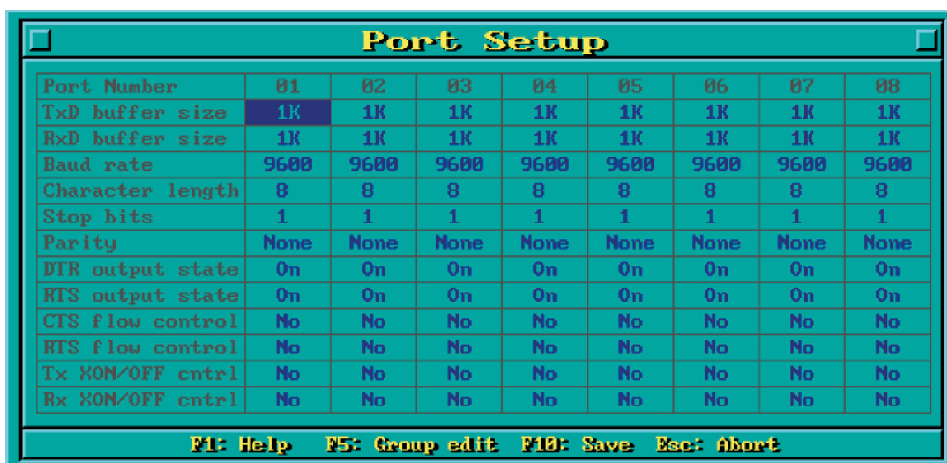 Port Setup
Port Number 01 02 03 04 05 06 07 08
TxD buffer size 1K 1K 1K 1K 1K 1K 1K 1K
RxD buffer size 1K 1K 1K 1K 1K 1K 1K 1K
Baud rate 9600 9600 9600 9600 9600 9600 9600 9600
Character length 8 8 8 8 8 8 8 8
Stop bits 1 1 1 1 1 1 1 1
Parity None None None None None None None None
DTR output state On On On On On On On On
RTS output state On On On On On On On On
CTS flow control No No No No No No No No
RTS flow control No No No No No No No No
Tx XON/OFF cntrl No No No No No No No No
Rx XON/OFF cntrl No No No No No No No No
F1: Help F5: Group edit F10: Save Esc: Abort